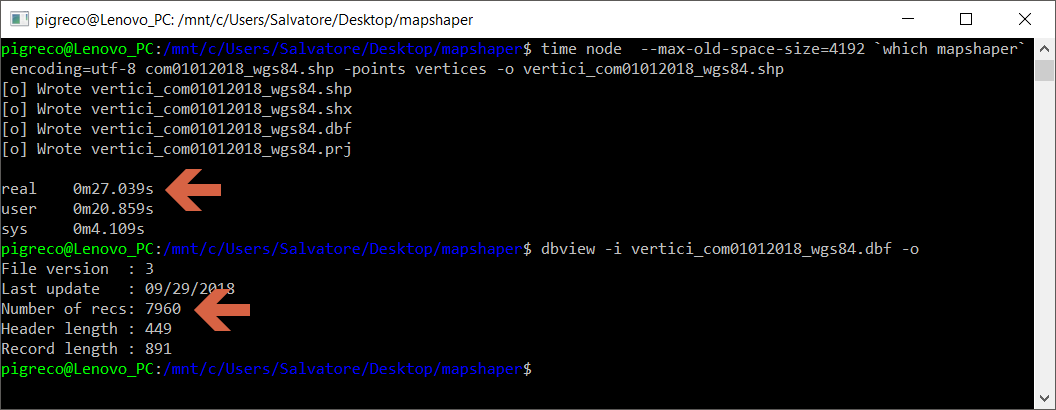 pigreco@Lenovo_PC: /mnt/c/Users/Salvatore/Desktop/mapshaper
pigreco@Lenovo_PC:/mnt/c/Users/Salvatore/Desktop/mapshaper$ time node  --max-old-space-size=4192 `which mapshaper`
 encoding=utf-8 com01012018_wgs84.shp -points vertices -o vertici_com01012018_wgs84.shp
[o] Wrote vertici_com01012018_wgs84.shp
[o] Wrote vertici_com01012018_wgs84.shx
[o] Wrote vertici_com01012018_wgs84.dbf
[o] Wrote vertici_com01012018_wgs84.prj
real    0m27.039s
user    0m20.859s
sys     0m4.109s
pigreco@Lenovo_PC:/mnt/c/Users/Salvatore/Desktop/mapshaper$ dbview -i vertici_com01012018_wgs84.dbf -o
File version  : 3
Last update   : 09/29/2018
Number of recs: 7960
Header length : 449
Record length : 891
pigreco@Lenovo_PC:/mnt/c/Users/Salvatore/Desktop/mapshaper$